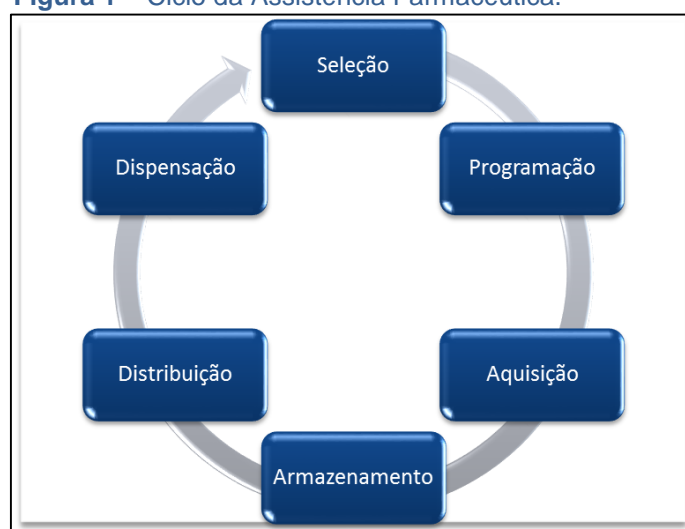 Figura 1 – Ciclo da Assistência Farmacêutica.
Seleção
Programação
Aquisição
Armazenamento
Distribuição
Dispensação